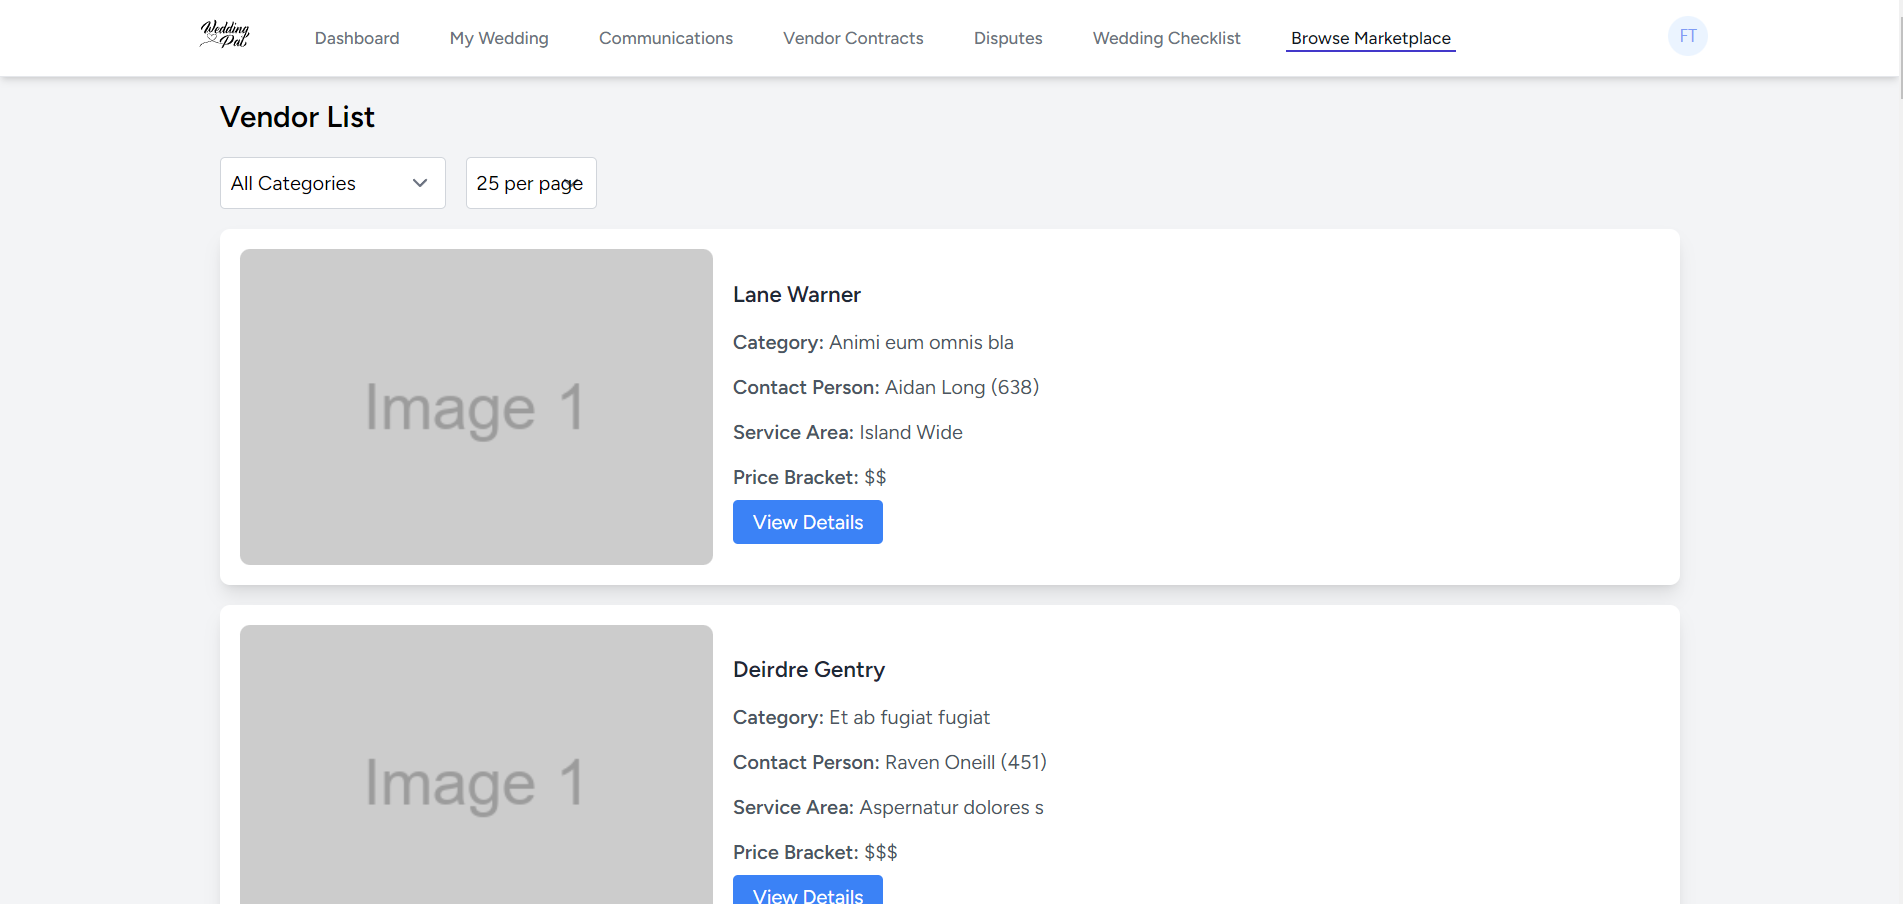 Wedding Pal
Dashboard My Wedding Communications Vendor Contracts Disputes Wedding Checklist Browse Marketplace FT
Vendor List
All Categories 25 per page
Image 1
Lane Warner
Category: Animi eum omnis bla
Contact Person: Aidan Long (638)
Service Area: Island Wide
Price Bracket: $$
View Details
Image 1
Deirdre Gentry
Category: Et ab fugiat fugiat
Contact Person: Raven Oneill (451)
Service Area: Aspernatur dolores s
Price Bracket: $$$
View Details